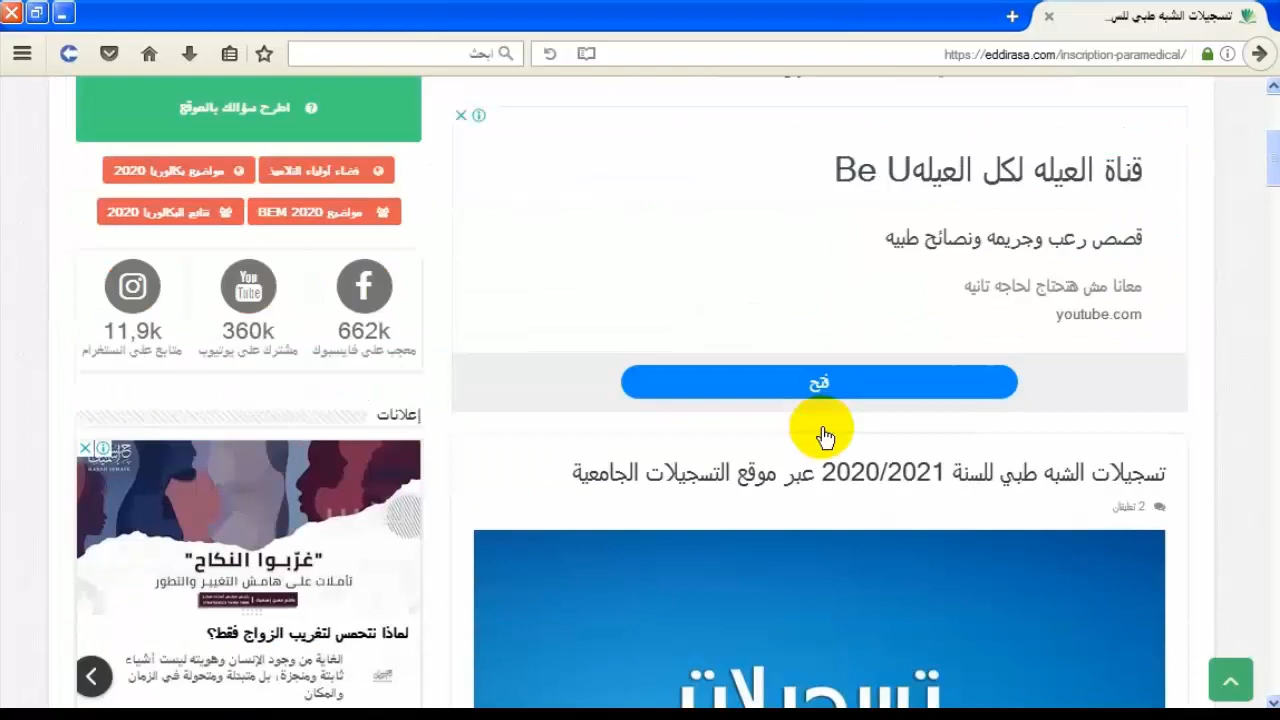 تسجيلات الشبه طبي للس...
https://eddirasa.com/inscription-paramedical/
ابحث
اطرح سؤالك بالموقع
فضاء أولياء التلاميذ
مواضيع بكالوريا 2020
مواضيع BEM 2020
نتائج البكالوريا 2020
662k
معجب على فايسبوك
You
Tube
360k
مشترك على يوتيوب
11,9k
متابع على انستغرام
إعلانات
"غرّبوا النكاح"
تأملات على هامش التغيير والتطور
لماذا نتحمس لتغريب الزواج فقط؟
الغاية من وجود الإنسان وهويته ليست أشياء
ثابتة ومنجزة؛ بل متبدلة ومتحولة في الزمان
والمكان
قناة العيله لكل العيلهBe U
قصص رعب وجريمه ونصائح طبيه
معانا مش هتحتاج لحاجه تانيه
youtube.com
فتح
تسجيلات الشبه طبي للسنة 2020/2021 عبر موقع التسجيلات الجامعية
2 تعليقان
تسجيلات